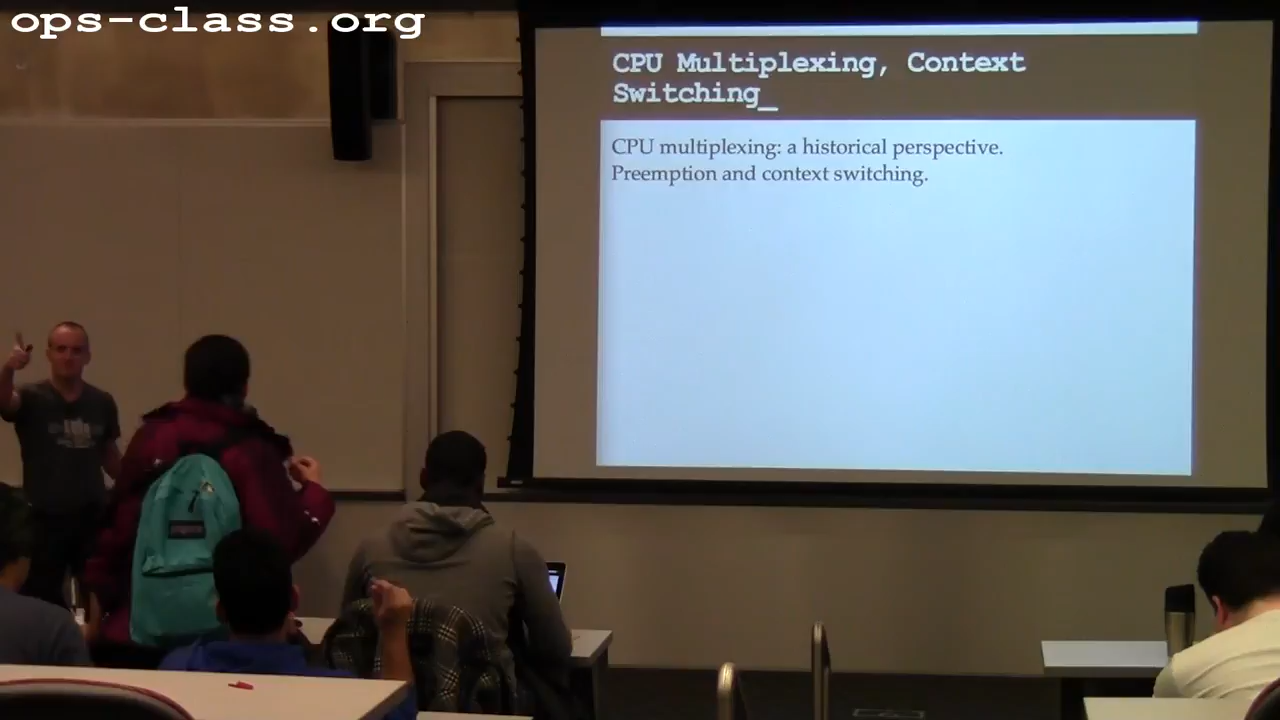 ops-class.org
CPU Multiplexing, Context
Switching_
CPU multiplexing: a historical perspective.
Preemption and context switching.